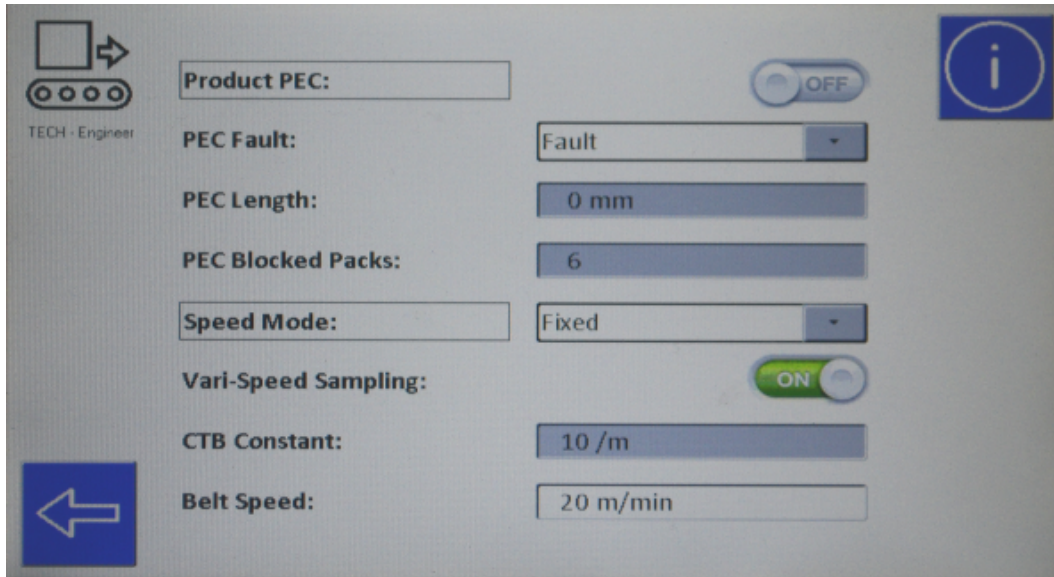 Product PEC:
OFF
TECH - Engineer
PEC Fault:
Fault
PEC Length:
0 mm
PEC Blocked Packs:
6
Speed Mode:
Fixed
Vari-Speed Sampling:
ON
CTB Constant:
10 /m
Belt Speed:
20 m/min
i